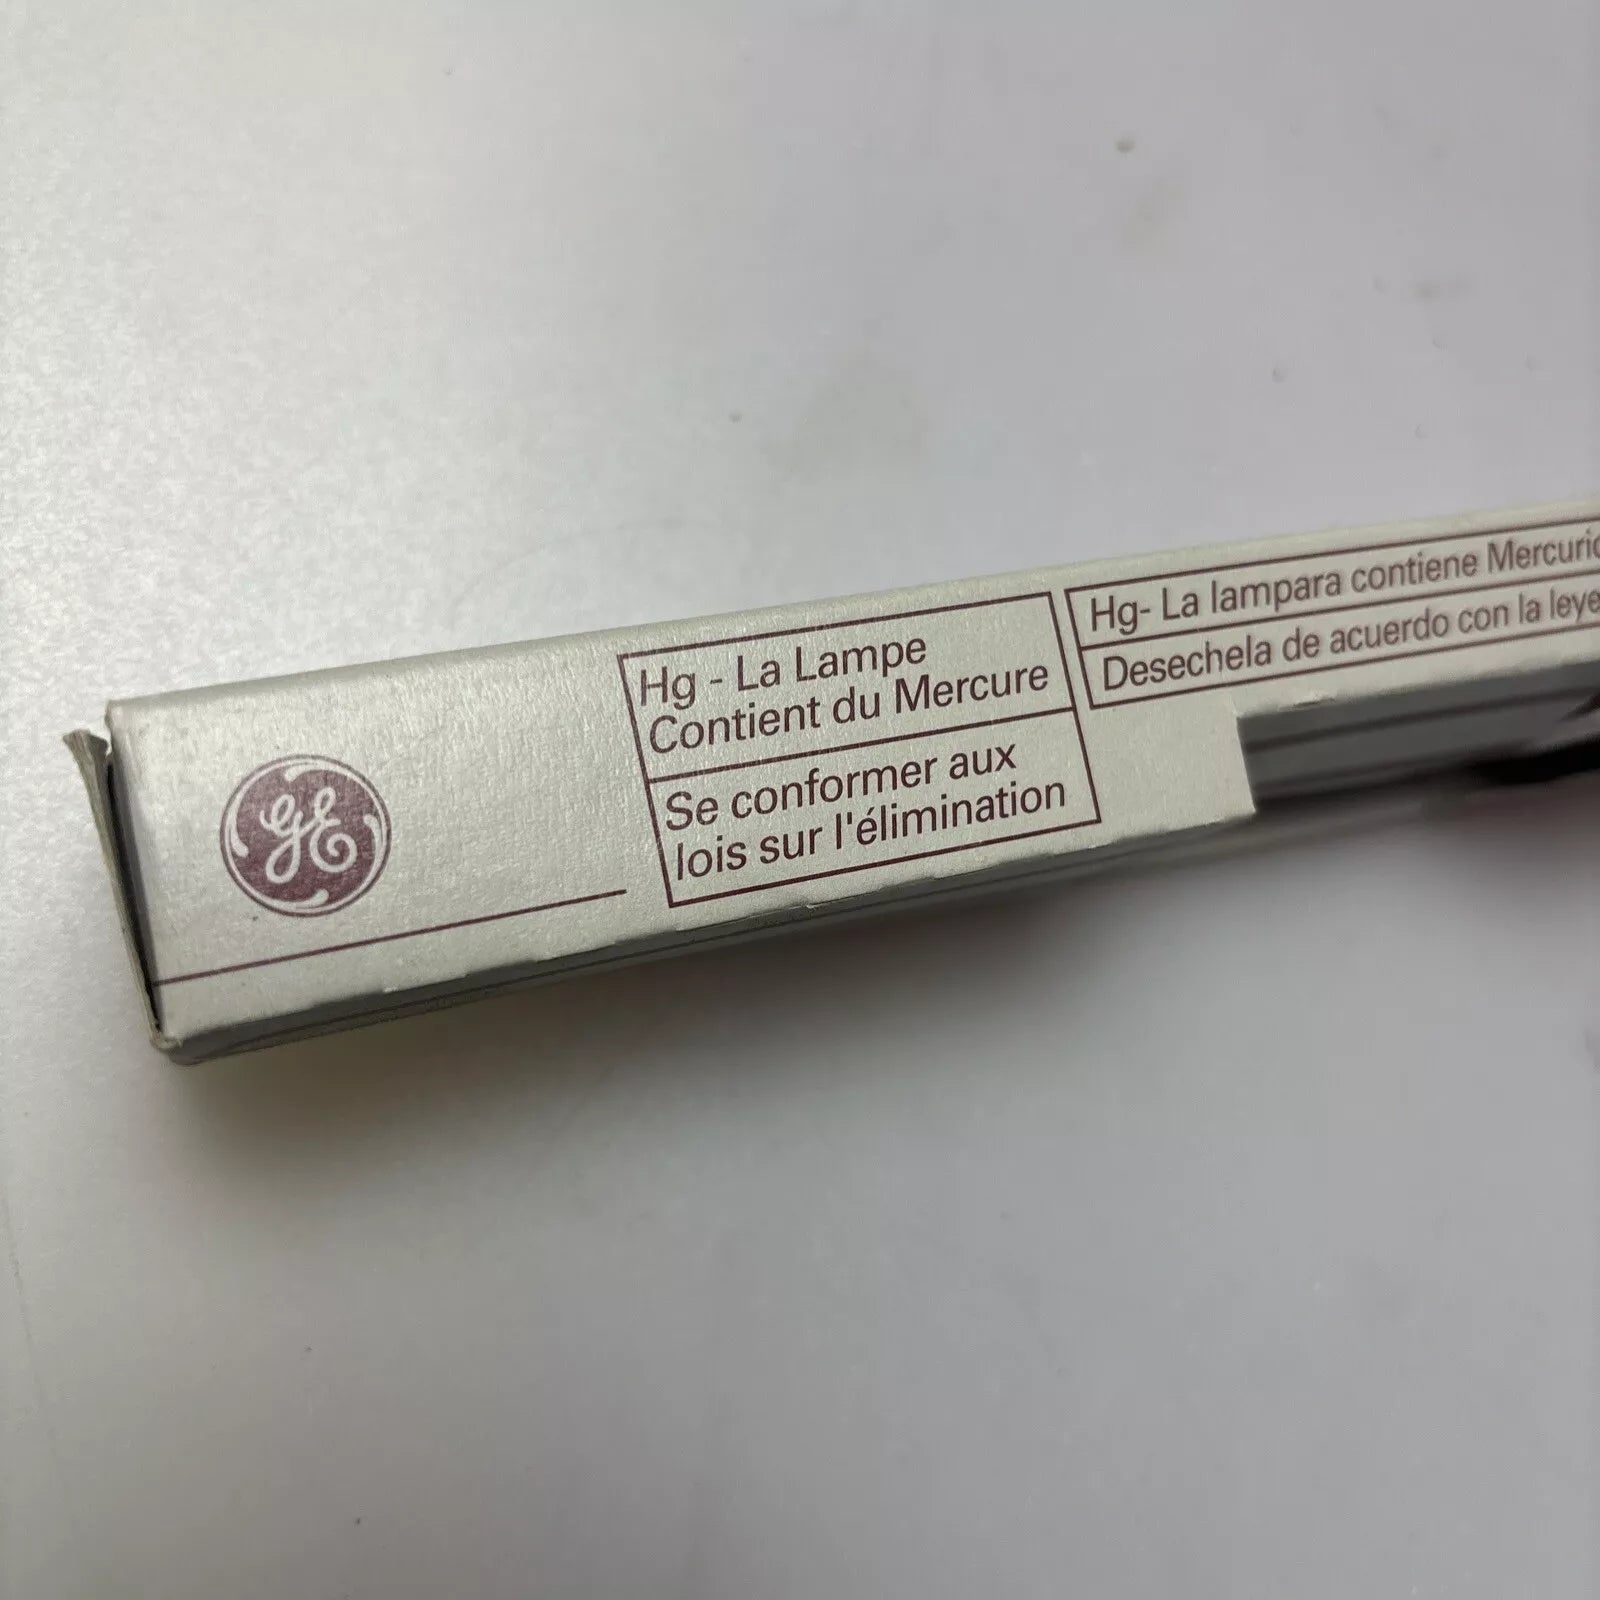 GE
Hg - La Lampe
Contient du Mercure
Se conformer aux
lois sur l'élimination
Hg- La lampara contiene
Desechela de acuerdo con la